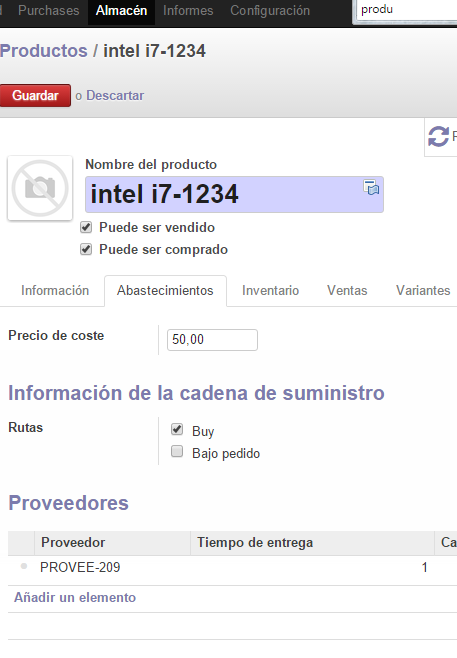 Purchases Almacén Informes Configuración produ
Productos / intel i7-1234
Guardar o Descartar
Nombre del producto
intel i7-1234
Puede ser vendido
Puede ser comprado
Información Abastecimientos Inventario Ventas Variantes
Precio de coste 50,00
Información de la cadena de suministro
Rutas Buy
Bajo pedido
Proveedores
Proveedor Tiempo de entrega Ca
PROVEE-209 1
Añadir un elemento